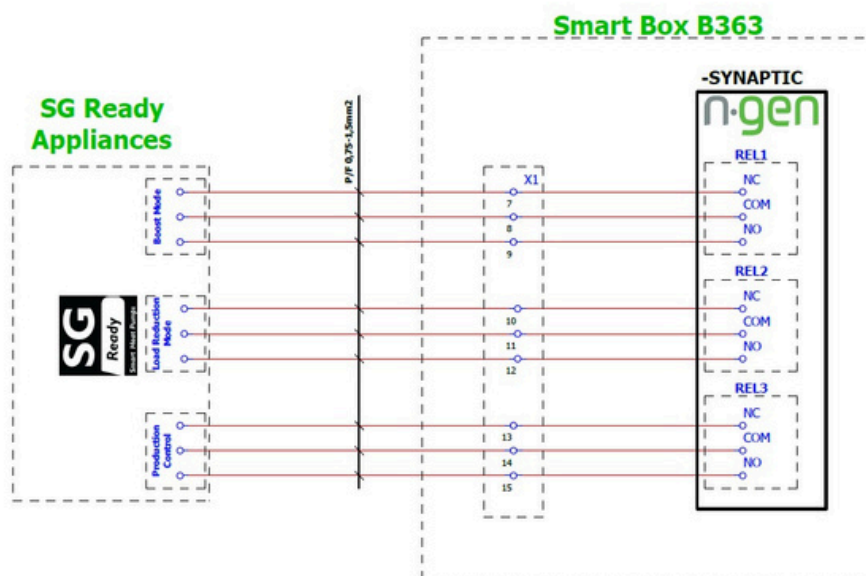 Smart Box B363
-SYNAPTIC
n·gen
SG Ready
Appliances
P/F 0,75-1,5mm2
X1
Boost Mode
7
8
9
REL1
NC
COM
NO
SG
Ready
Smart Heat Pumps
Load Reduction
Mode
10
11
12
REL2
NC
COM
NO
Production
Control
13
14
15
REL3
NC
COM
NO